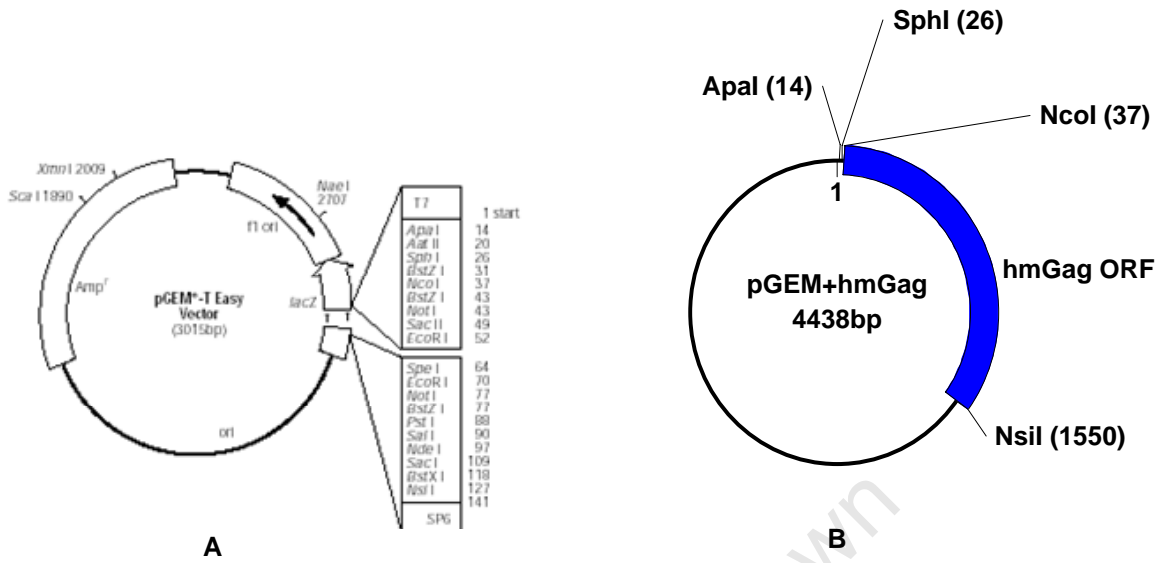 XmnI 2009
ScaI 1890
NaeI
2707
f1 ori
Ampʳ
pGEM®-T Easy
Vector
(3015bp)
lacZ
ori
T7
1 start
ApaI 14
AatII 20
SphI 26
BstZI 31
NcoI 37
BstZI 43
NotI 43
SacII 49
EcoRI 52
T T
SpeI 64
EcoRI 70
NotI 77
BstZI 77
PstI 88
SalI 90
NdeI 97
SacI 109
BstXI 118
NsiI 127
141
SP6
A
SphI (26)
ApaI (14)
NcoI (37)
1
pGEM+hmGag
4438bp
hmGag ORF
NsiI (1550)
B
wn